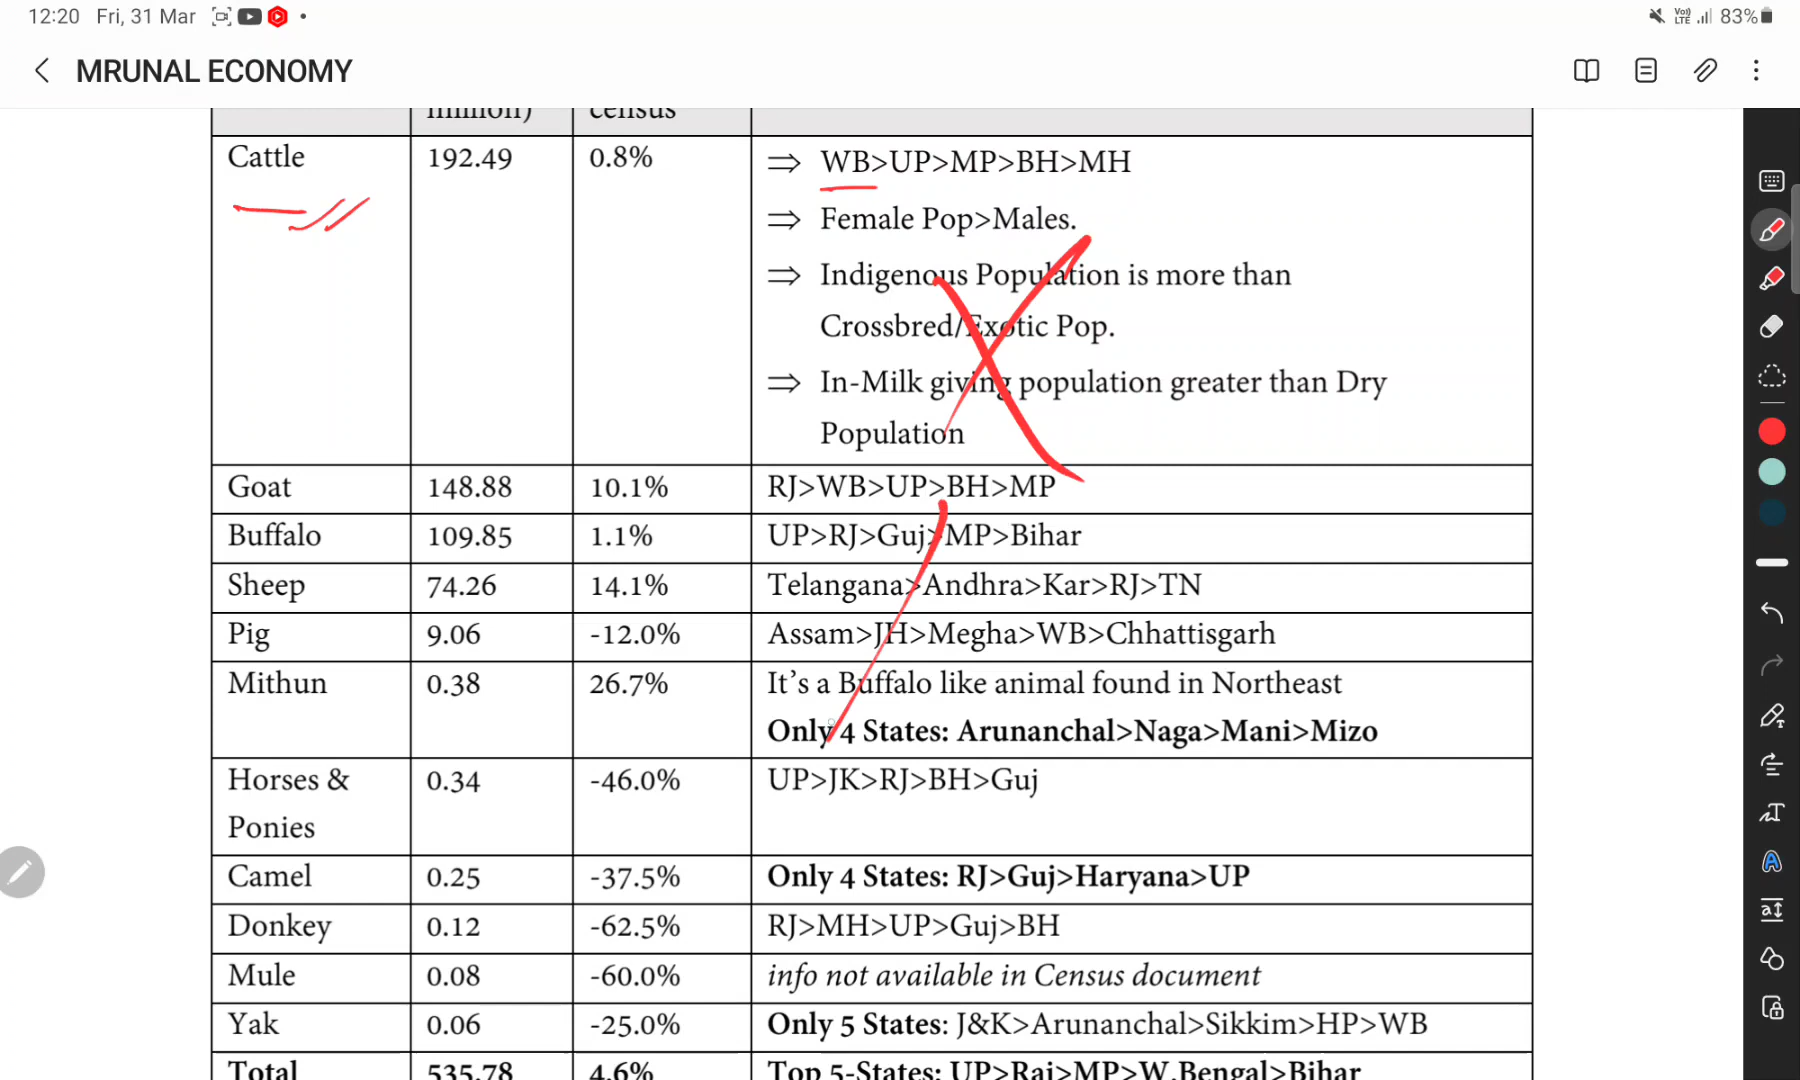 12:20 Fri, 31 Mar
Vo) LTE 83%
MRUNAL ECONOMY
million) census
Cattle 192.49 0.8% ⇒ WB>UP>MP>BH>MH
⇒ Female Pop>Males.
⇒ Indigenous Population is more than
Crossbred/Exotic Pop.
⇒ In-Milk giving population greater than Dry
Population
Goat 148.88 10.1% RJ>WB>UP>BH>MP
Buffalo 109.85 1.1% UP>RJ>Guj>MP>Bihar
Sheep 74.26 14.1% Telangana>Andhra>Kar>RJ>TN
Pig 9.06 -12.0% Assam>JH>Megha>WB>Chhattisgarh
Mithun 0.38 26.7% It's a Buffalo like animal found in Northeast
Only 4 States: Arunanchal>Naga>Mani>Mizo
Horses & 0.34 -46.0% UP>JK>RJ>BH>Guj
Ponies
Camel 0.25 -37.5% Only 4 States: RJ>Guj>Haryana>UP
Donkey 0.12 -62.5% RJ>MH>UP>Guj>BH
Mule 0.08 -60.0% info not available in Census document
Yak 0.06 -25.0% Only 5 States: J&K>Arunanchal>Sikkim>HP>WB
Total 535.78 4.6% Top 5-States: UP>Raj>MP>W.Bengal>Bihar